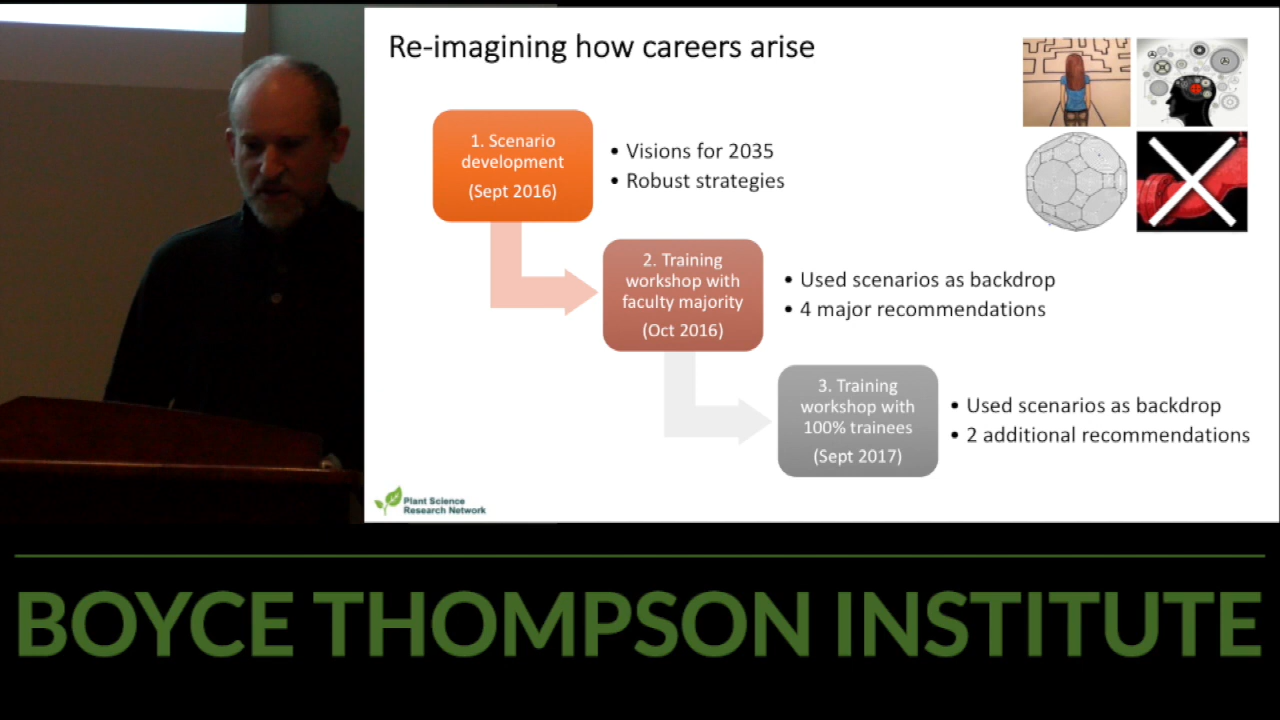 Re-imagining how careers arise
1. Scenario
development
(Sept 2016)
• Visions for 2035
• Robust strategies
2. Training
workshop with
faculty majority
(Oct 2016)
• Used scenarios as backdrop
• 4 major recommendations
3. Training
workshop with
100% trainees
(Sept 2017)
• Used scenarios as backdrop
• 2 additional recommendations
Plant Science
Research Network
BOYCE THOMPSON INSTITUTE